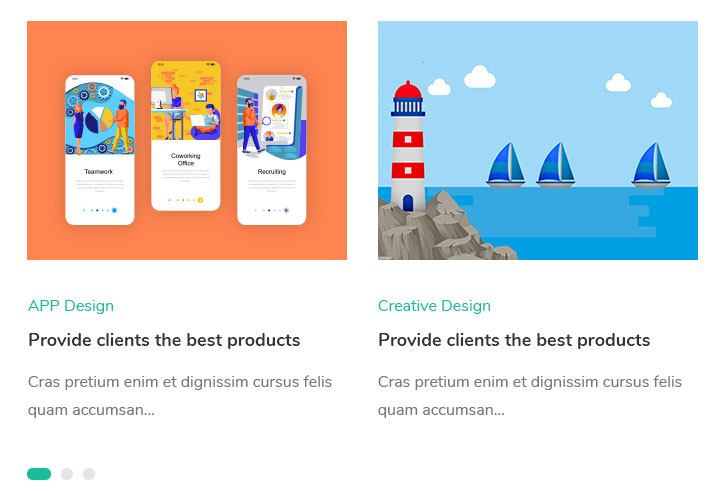 Teamwork
Coworking
Office
Recruiting
APP Design
Provide clients the best products
Cras pretium enim et dignissim cursus felis
quam accumsan...
Creative Design
Provide clients the best products
Cras pretium enim et dignissim cursus felis
quam accumsan...